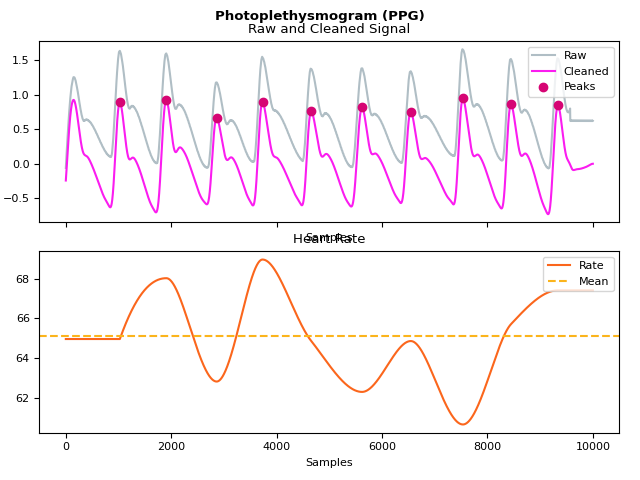 Photoplethysmogram (PPG)
Raw and Cleaned Signal
1.5
1.0
0.5
0.0
−0.5
Raw
Cleaned
Peaks
Samples
Heart Rate
68
66
64
62
Rate
Mean
0
2000
4000
6000
8000
10000
Samples